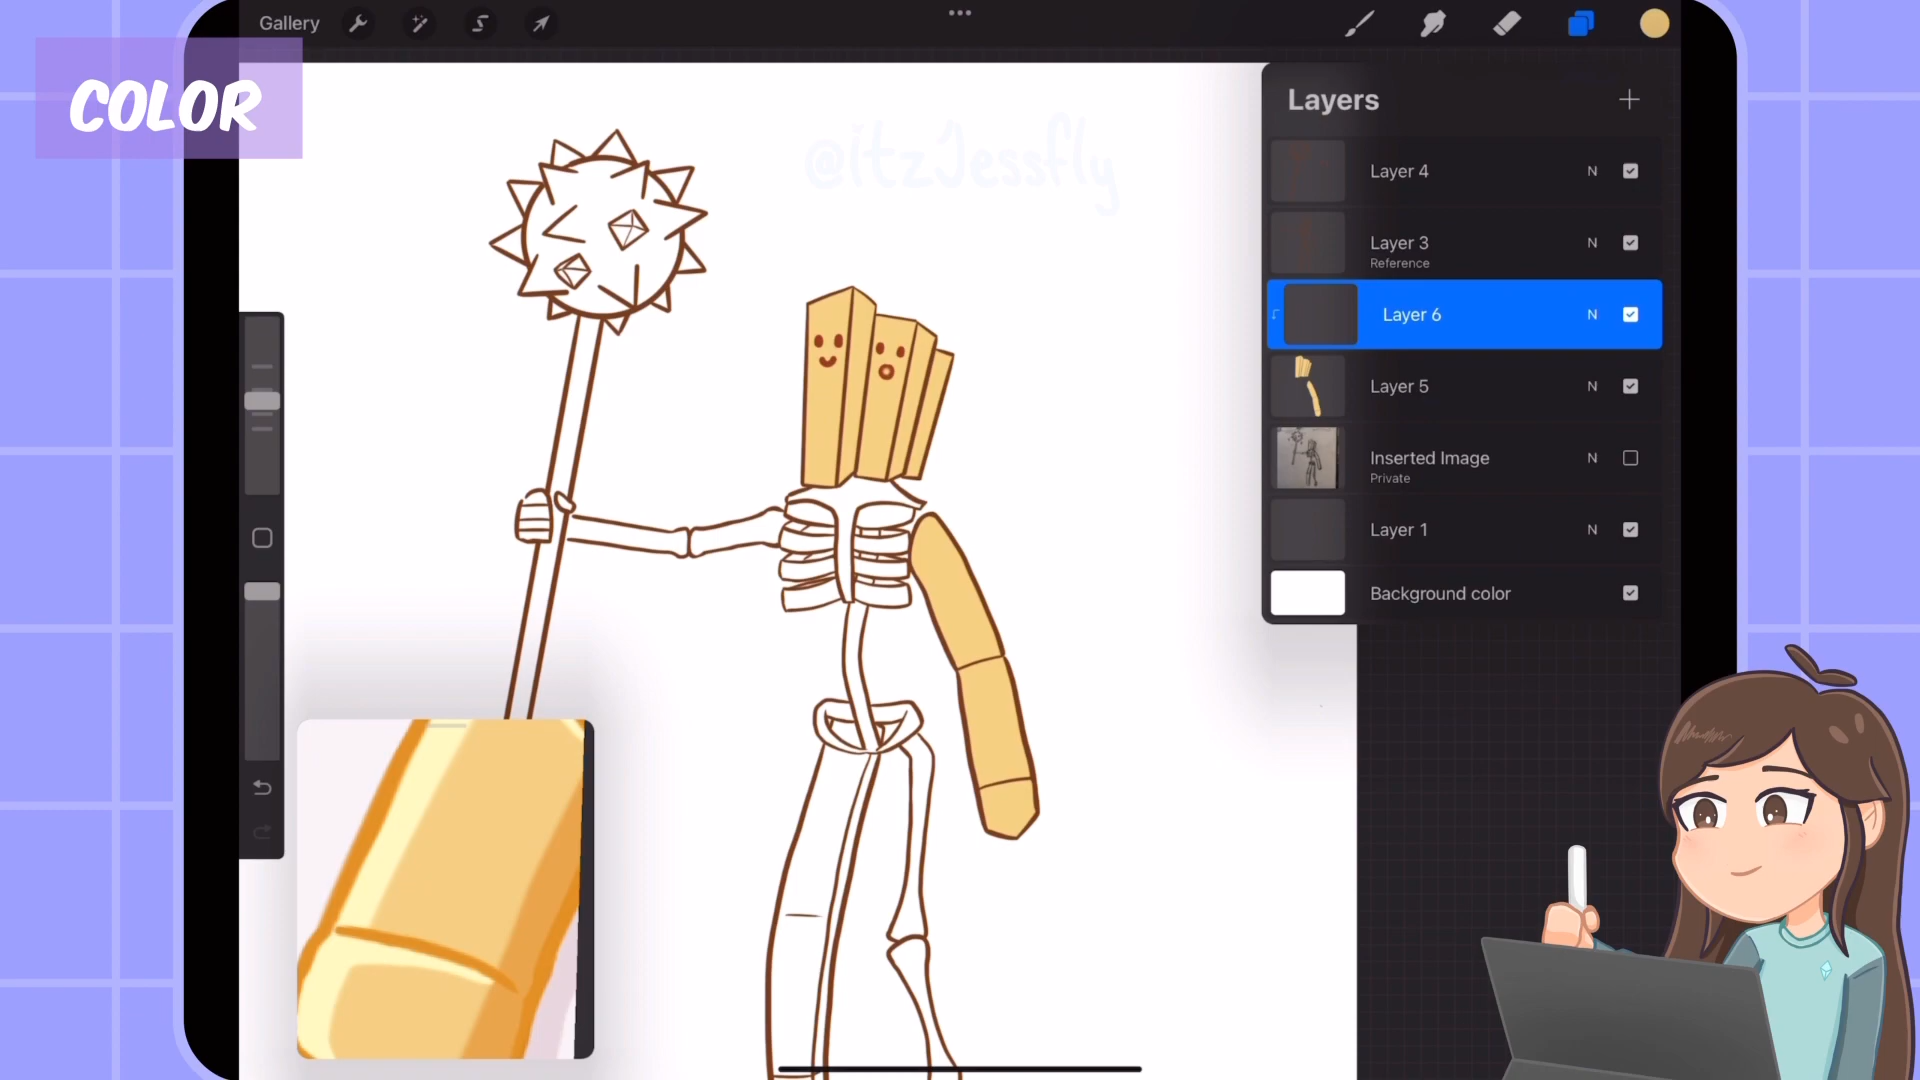 Gallery
COLOR
@ItzJessfly
Layers
Layer 4
N
Layer 3
N
Reference
Layer 6
N
Layer 5
N
Inserted Image
N
Private
Layer 1
N
Background color